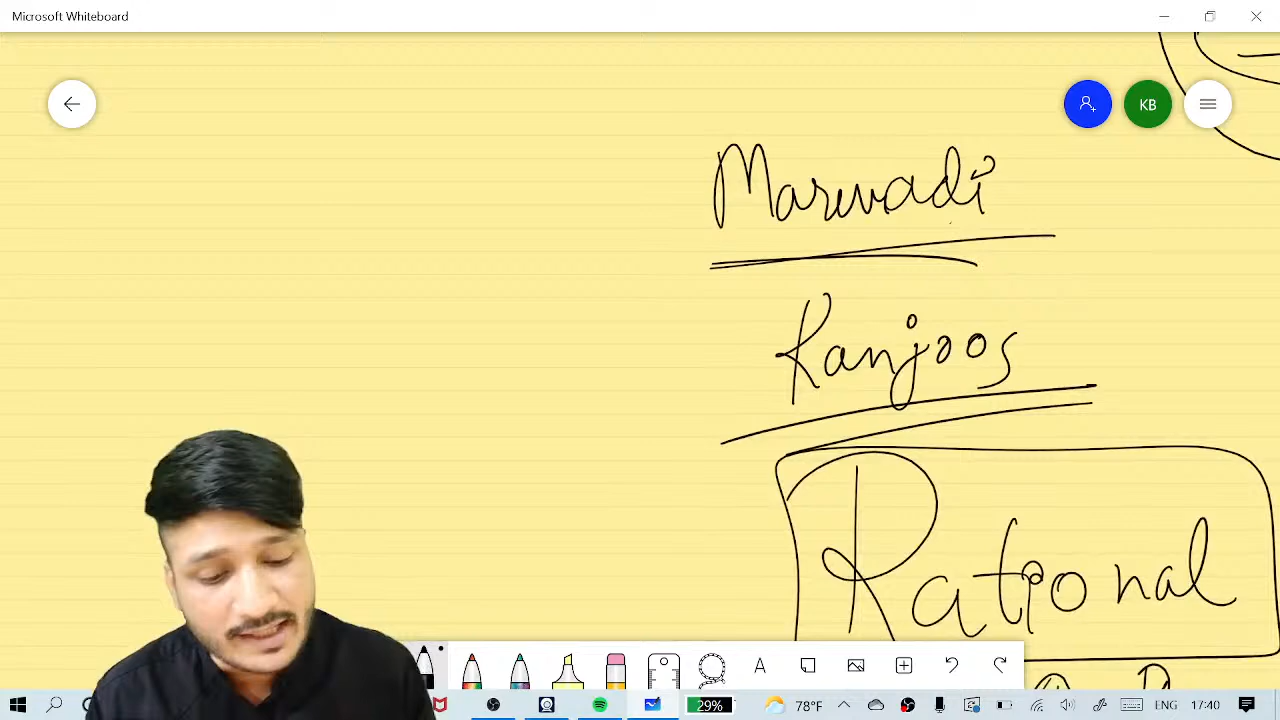 Microsoft Whiteboard
KB
Marwadi
Kanjoos
Rational
A
29%
78°F
ENG
17:40